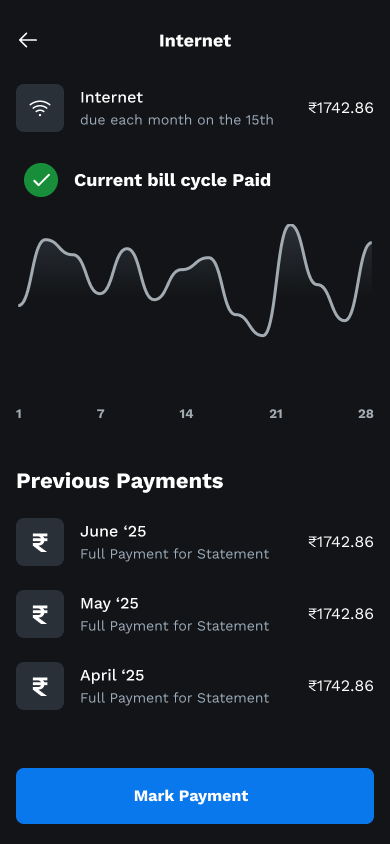 Internet
Internet
₹1742.86
due each month on the 15th
Current bill cycle Paid
1 7 14 21 28
Previous Payments
₹
June ‘25
₹1742.86
Full Payment for Statement
₹
May ‘25
₹1742.86
Full Payment for Statement
₹
April ‘25
₹1742.86
Full Payment for Statement
Mark Payment